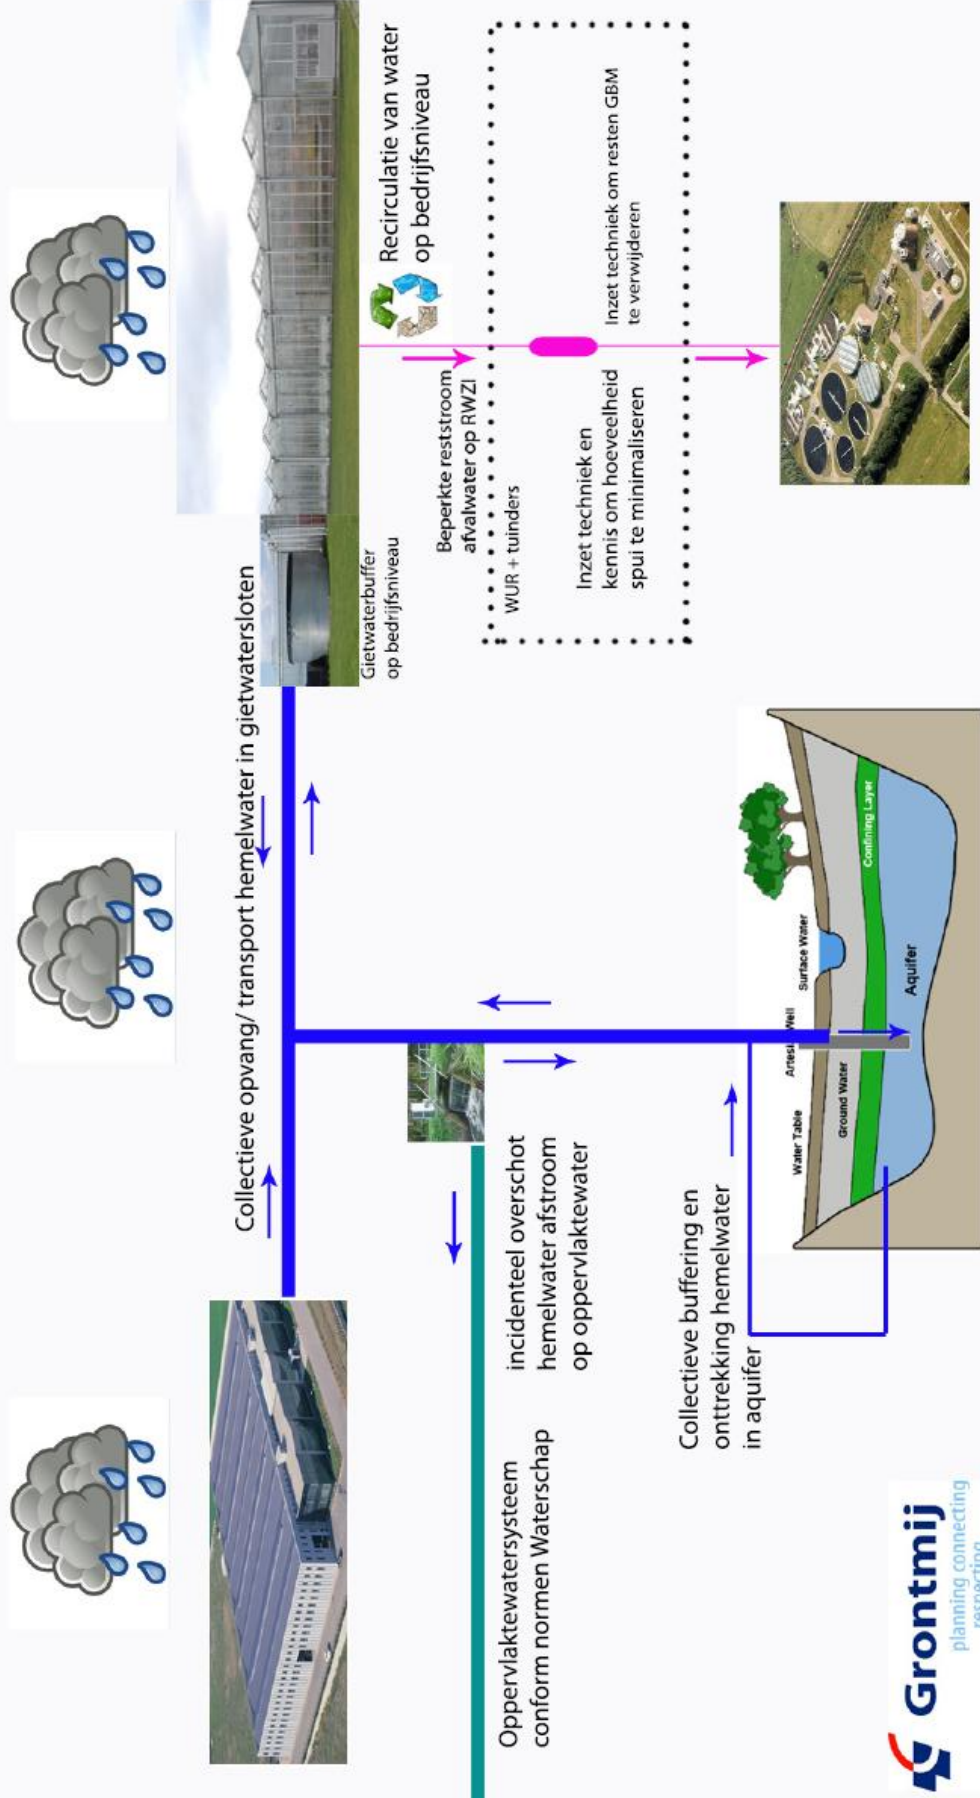 Collectieve opvang/ transport hemelwater in gietwatersloten
Gietwaterbuffer
op bedrijfsniveau
Recirculatie van water
op bedrijfsniveau
Beperkte reststroom
afvalwater op RWZI
WUR + tuinders
Inzet techniek en
kennis om hoeveelheid
spui te minimaliseren
Inzet techniek om resten GBM
te verwijderen
incidenteel overschot
hemelwater afstroom
op oppervlaktewater
Oppervlaktewatersysteem
conform normen Waterschap
Collectieve buffering en
onttrekking hemelwater
in aquifer
Water Table
Artesian Well
Surface Water
Ground Water
Confining Layer
Aquifer
Grontmij
planning connecting
respecting